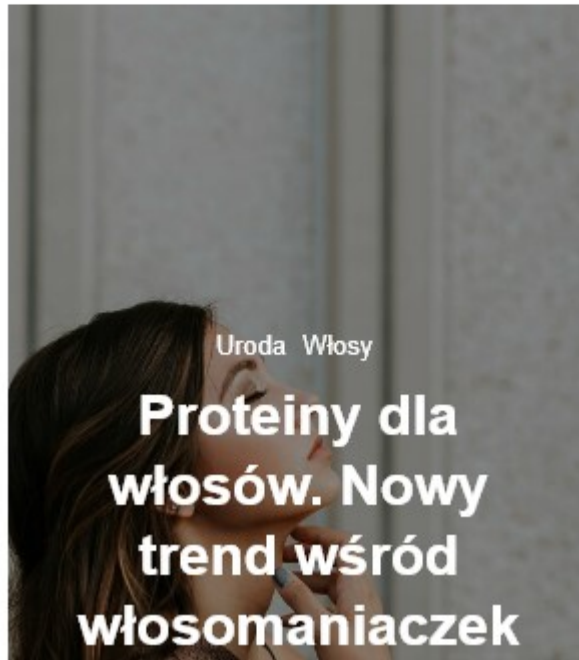 Uroda Włosy
Proteiny dla
włosów. Nowy
trend wśród
włosomaniaczek